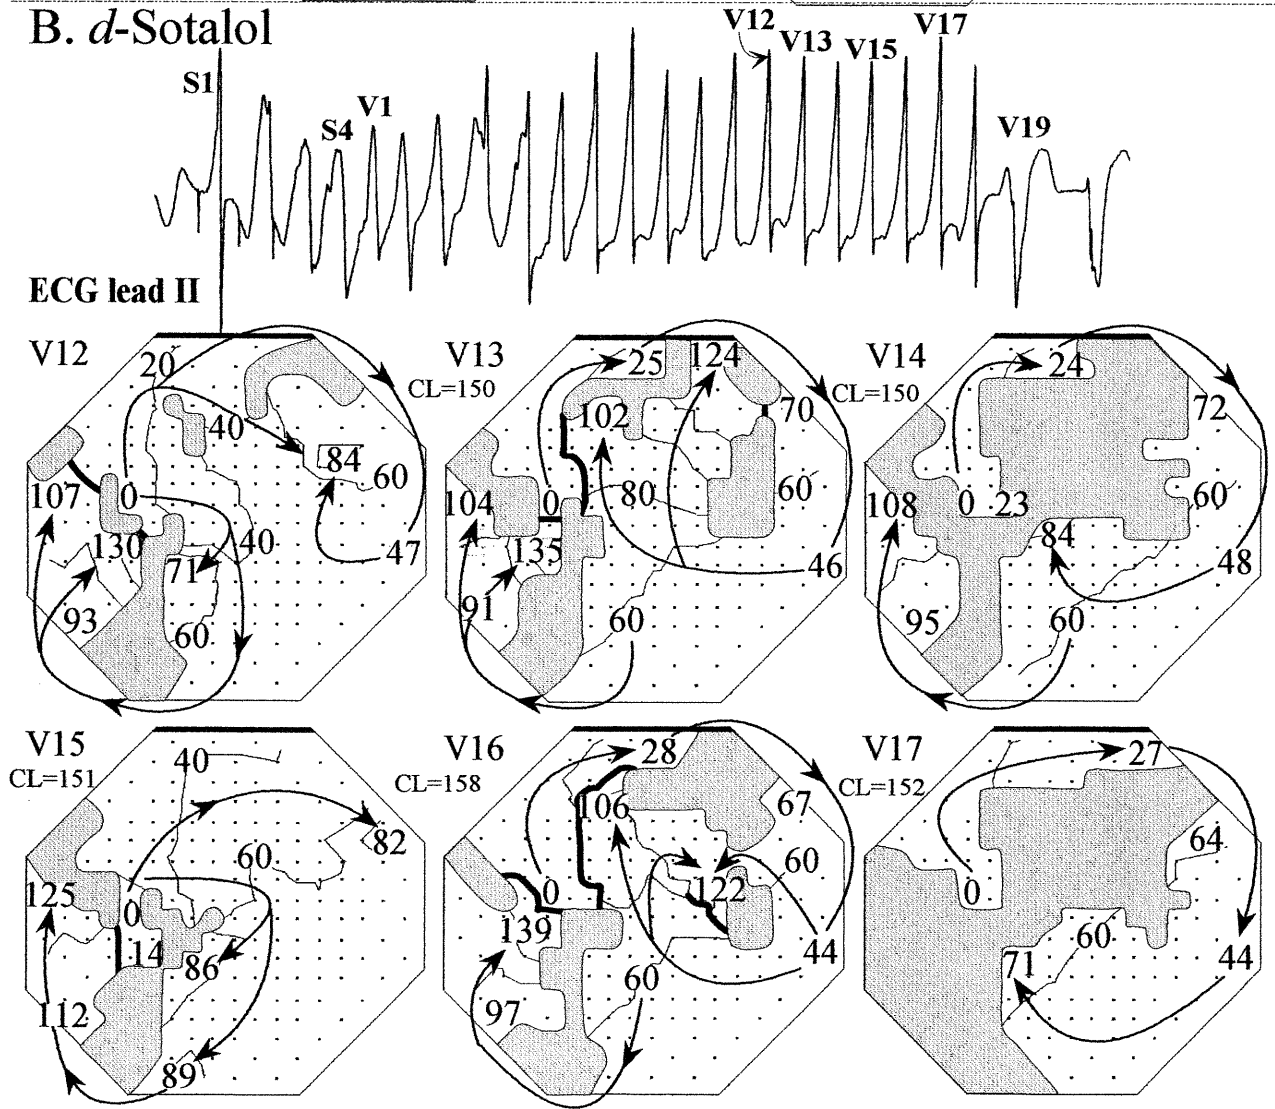 B. d-Sotalol
S1
S4
V1
V12
V13
V15
V17
V19
ECG lead II
V12
20
40
84
60
107
0
130
40
71
47
93
60
V13
CL=150
25
124
102
70
104
0
80
60
135
46
91
60
V14
CL=150
24
72
108
0
23
60
84
48
95
60
V15
CL=151
40
82
60
125
0
14
86
112
89
V16
CL=158
28
106
67
60
0
122
139
44
60
97
V17
CL=152
27
64
0
60
71
44